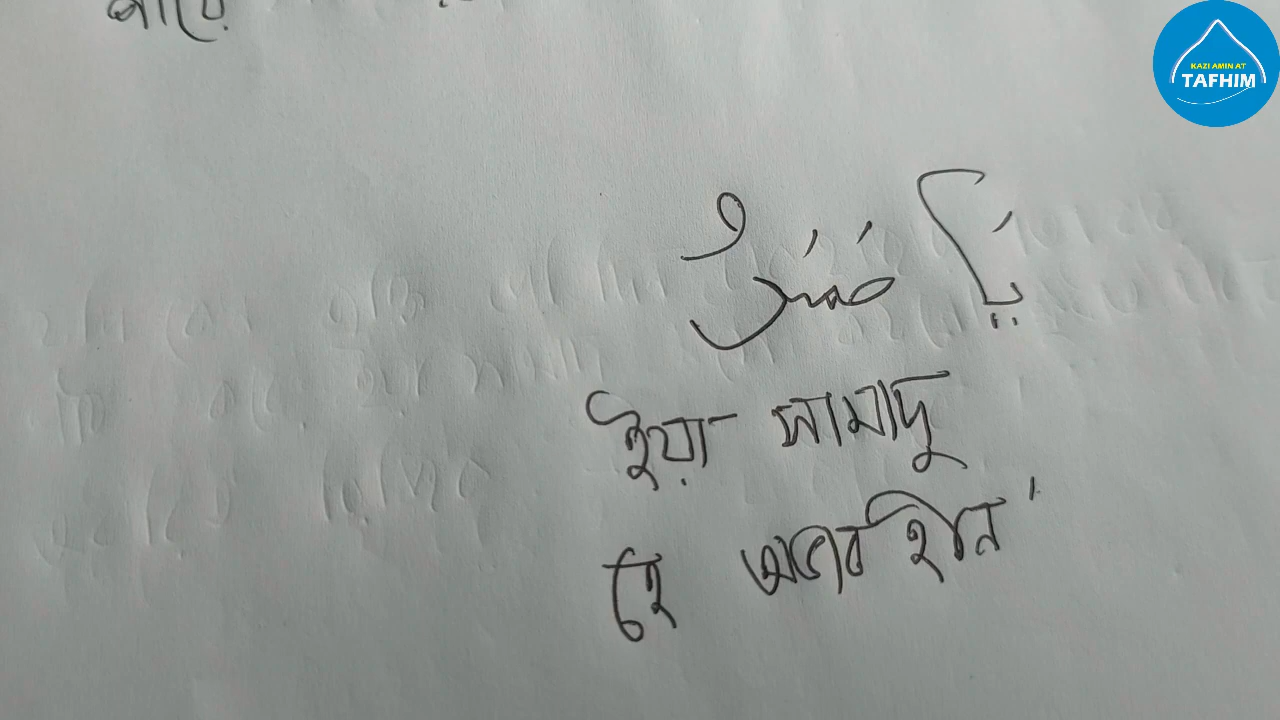 পারে
KAZI AMIN AT
TAFHIM
يَا صَمَدُ
ইয়া সামাদু
হে অভাবহীন